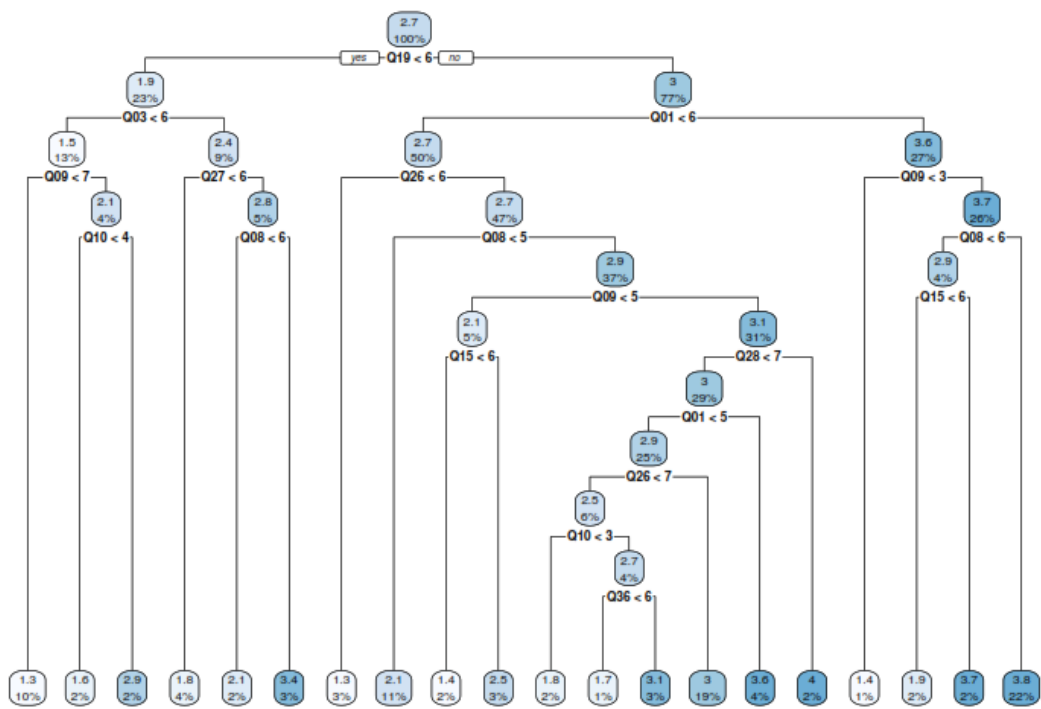 2.7
100%
yes Q19 < 6 no
1.9 3
23% 77%
Q03 < 6 Q01 < 6
1.5 2.4 2.7 3.6
13% 9% 50% 27%
Q09 < 7 Q27 < 6 Q26 < 6 Q09 < 3
2.1 2.8 2.7 3.7
4% 5% 47% 26%
Q10 < 4 Q08 < 6 Q08 < 5 Q08 < 6
2.9 2.9
37% 4%
Q09 < 5 Q15 < 6
2.1 3.1
5% 31%
Q15 < 6 Q28 < 7
3
29%
Q01 < 5
2.9
25%
Q26 < 7
2.5
6%
Q10 < 3
2.7
4%
Q36 < 6
1.3 1.6 2.9 1.8 2.1 3.4 1.3 2.1 1.4 2.5 1.8 1.7 3.1 3 3.6 4 1.4 1.9 3.7 3.8
10% 2% 2% 4% 2% 3% 3% 11% 2% 3% 2% 1% 3% 19% 4% 2% 1% 2% 2% 22%